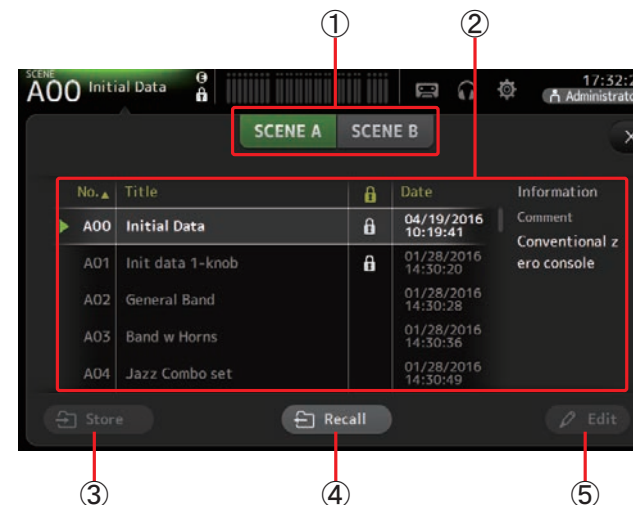 ① ②
SCENE
A00 Initial Data E 17:32:2
Administrato
SCENE A SCENE B
No. Title Date Information
A00 Initial Data 04/19/2016 10:19:41
Comment
Conventional z
ero console
A01 Init data 1-knob 01/28/2016 14:30:20
A02 General Band 01/28/2016 14:30:28
A03 Band w Horns 01/28/2016 14:30:36
A04 Jazz Combo set 01/28/2016 14:30:49
Store Recall Edit
③ ④ ⑤